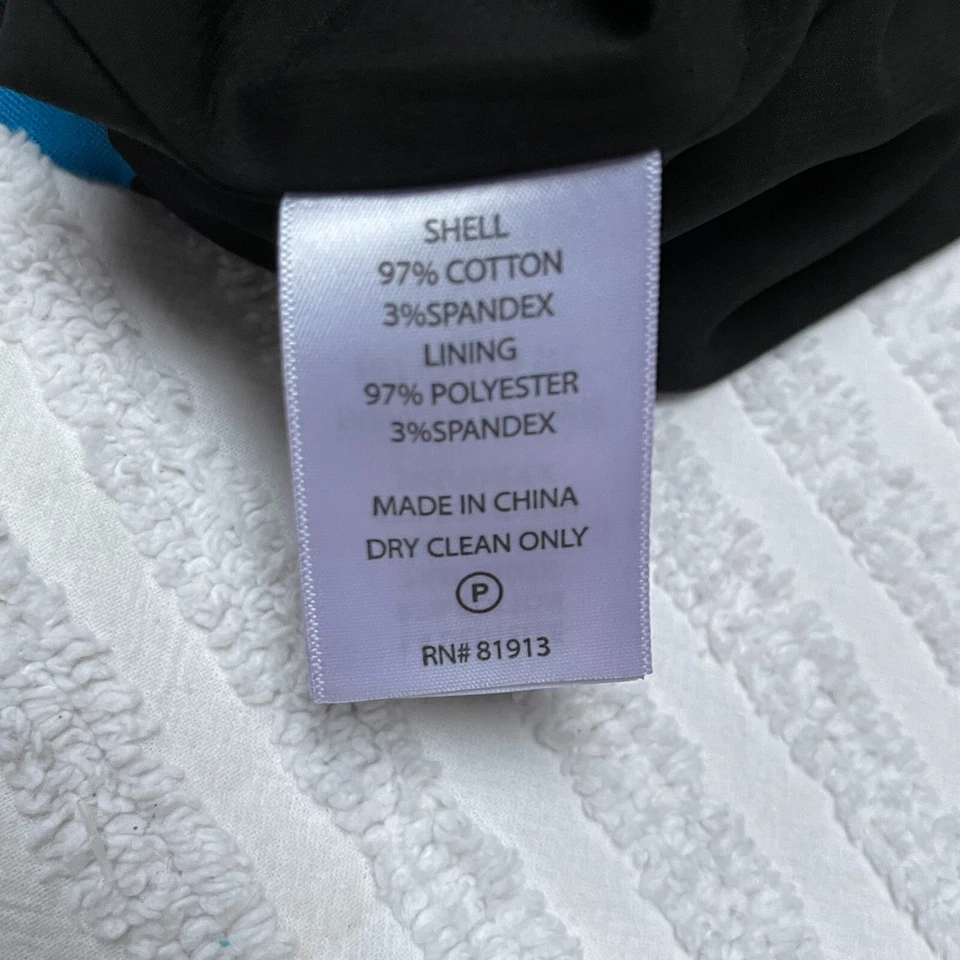 SHELL
97% COTTON
3%SPANDEX
LINING
97% POLYESTER
3%SPANDEX
MADE IN CHINA
DRY CLEAN ONLY
P
RN# 81913